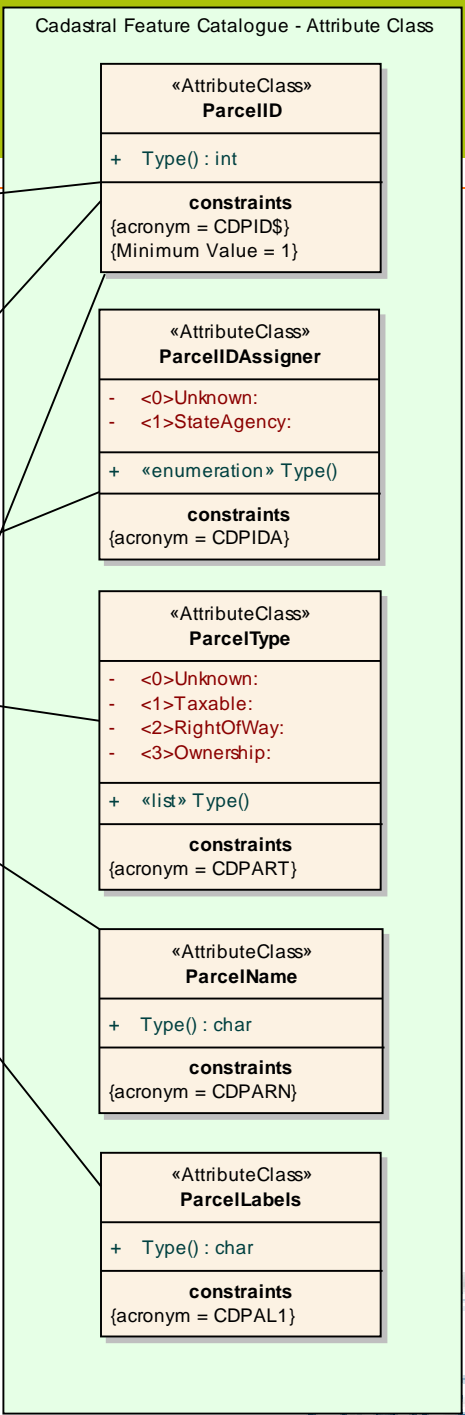 Cadastral Feature Catalogue - Attribute Class
«AttributeClass»
ParcelID
+ Type() : int
constraints
{acronym = CDPID$}
{Minimum Value = 1}
«AttributeClass»
ParcelIDAssigner
- <0>Unknown:
- <1>StateAgency:
+ «enumeration» Type()
constraints
{acronym = CDPIDA}
«AttributeClass»
ParcelType
- <0>Unknown:
- <1>Taxable:
- <2>RightOfWay:
- <3>Ownership:
+ «list» Type()
constraints
{acronym = CDPART}
«AttributeClass»
ParcelName
+ Type() : char
constraints
{acronym = CDPARN}
«AttributeClass»
ParcelLabels
+ Type() : char
constraints
{acronym = CDPAL1}